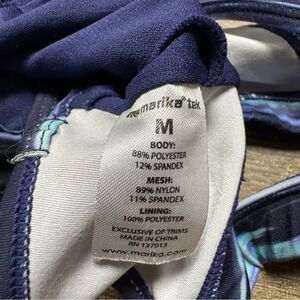 marika® tek
M
BODY:
88% POLYESTER
12% SPANDEX
MESH:
89% NYLON
11% SPANDEX
LINING:
100% POLYESTER
EXCLUSIVE OF TRIMS
MADE IN CHINA
RN 137013
www.marika.com